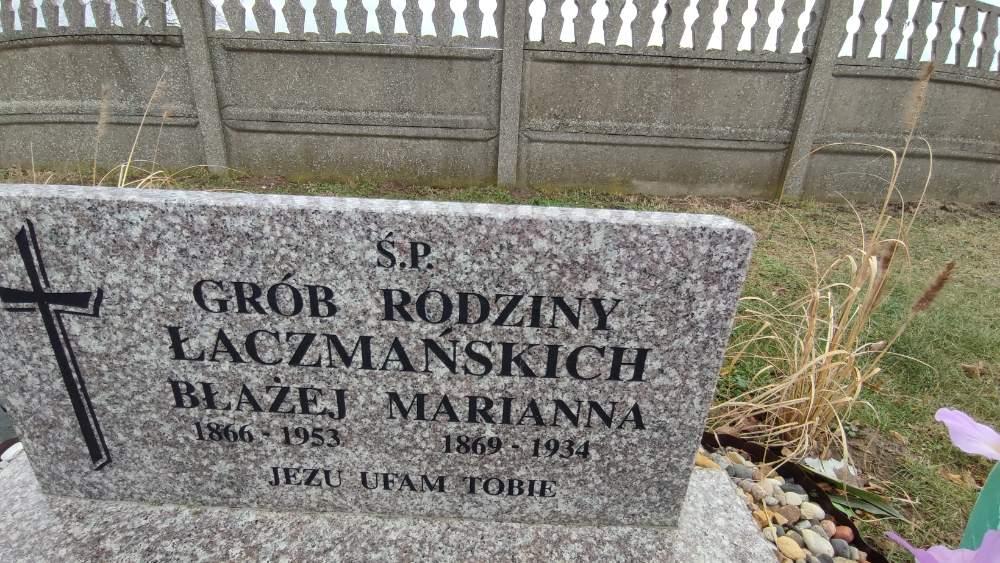 Ś.P.
GRÓB RODZINY
ŁACZMAŃSKICH
BŁAŻEJ MARIANNA
1866 - 1953 1869 - 1934
JEZU UFAM TOBIE